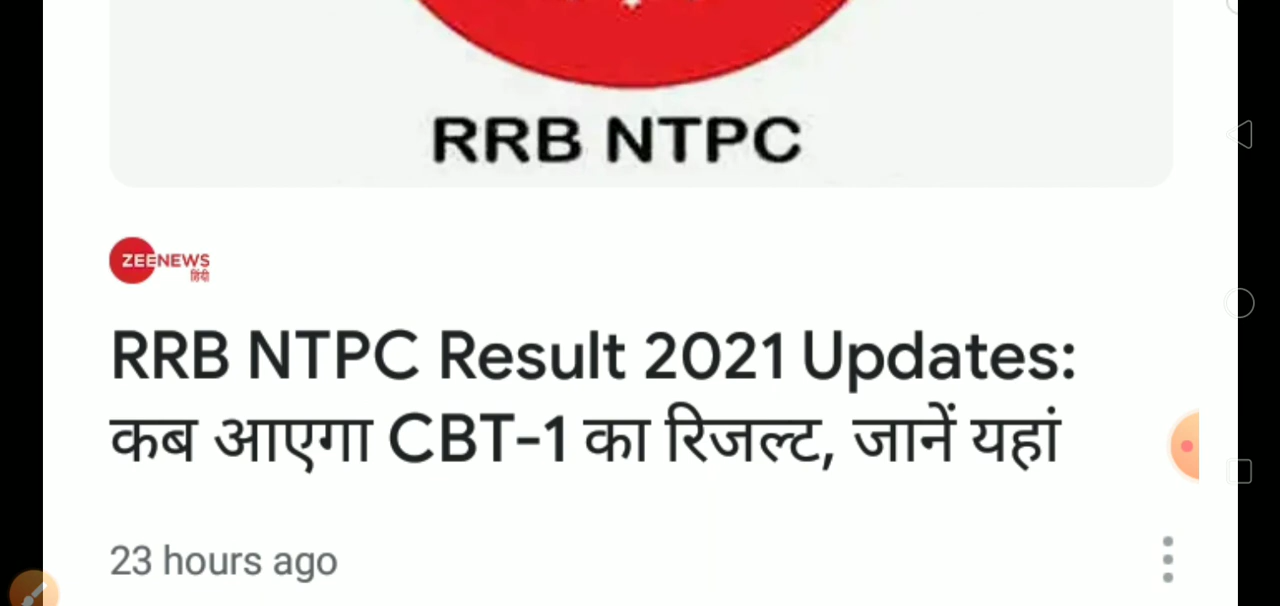 RRB NTPC
ZEENEWS
हिंदी
RRB NTPC Result 2021 Updates:
कब आएगा CBT-1 का रिजल्ट, जानें यहां
23 hours ago